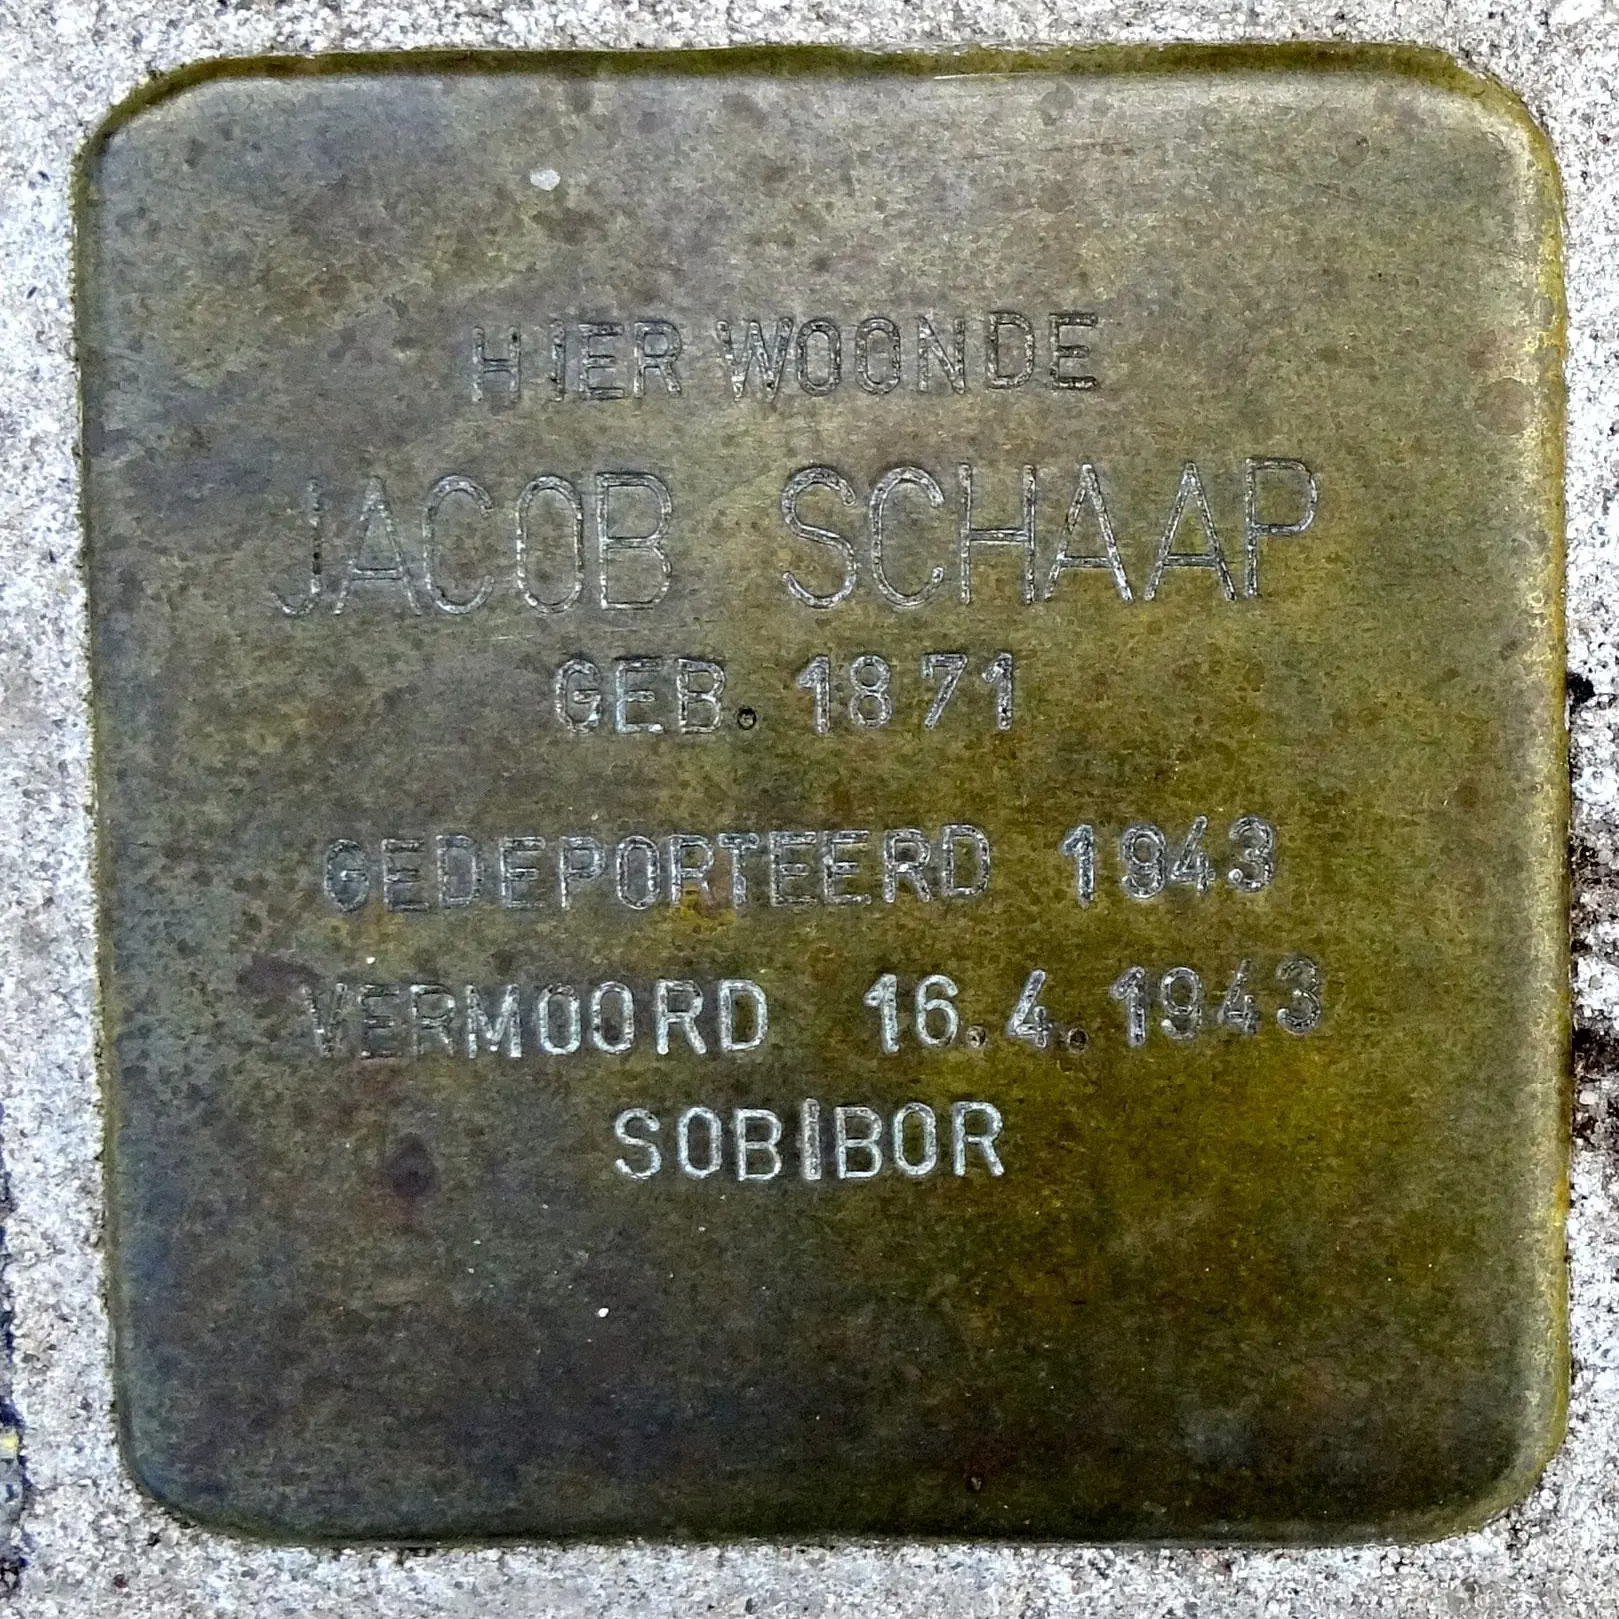 HIER WOONDE
JACOB SCHAAP
GEB. 1871
GEDEPORTEERD 1943
VERMOORD 16.4.1943
SOBIBOR